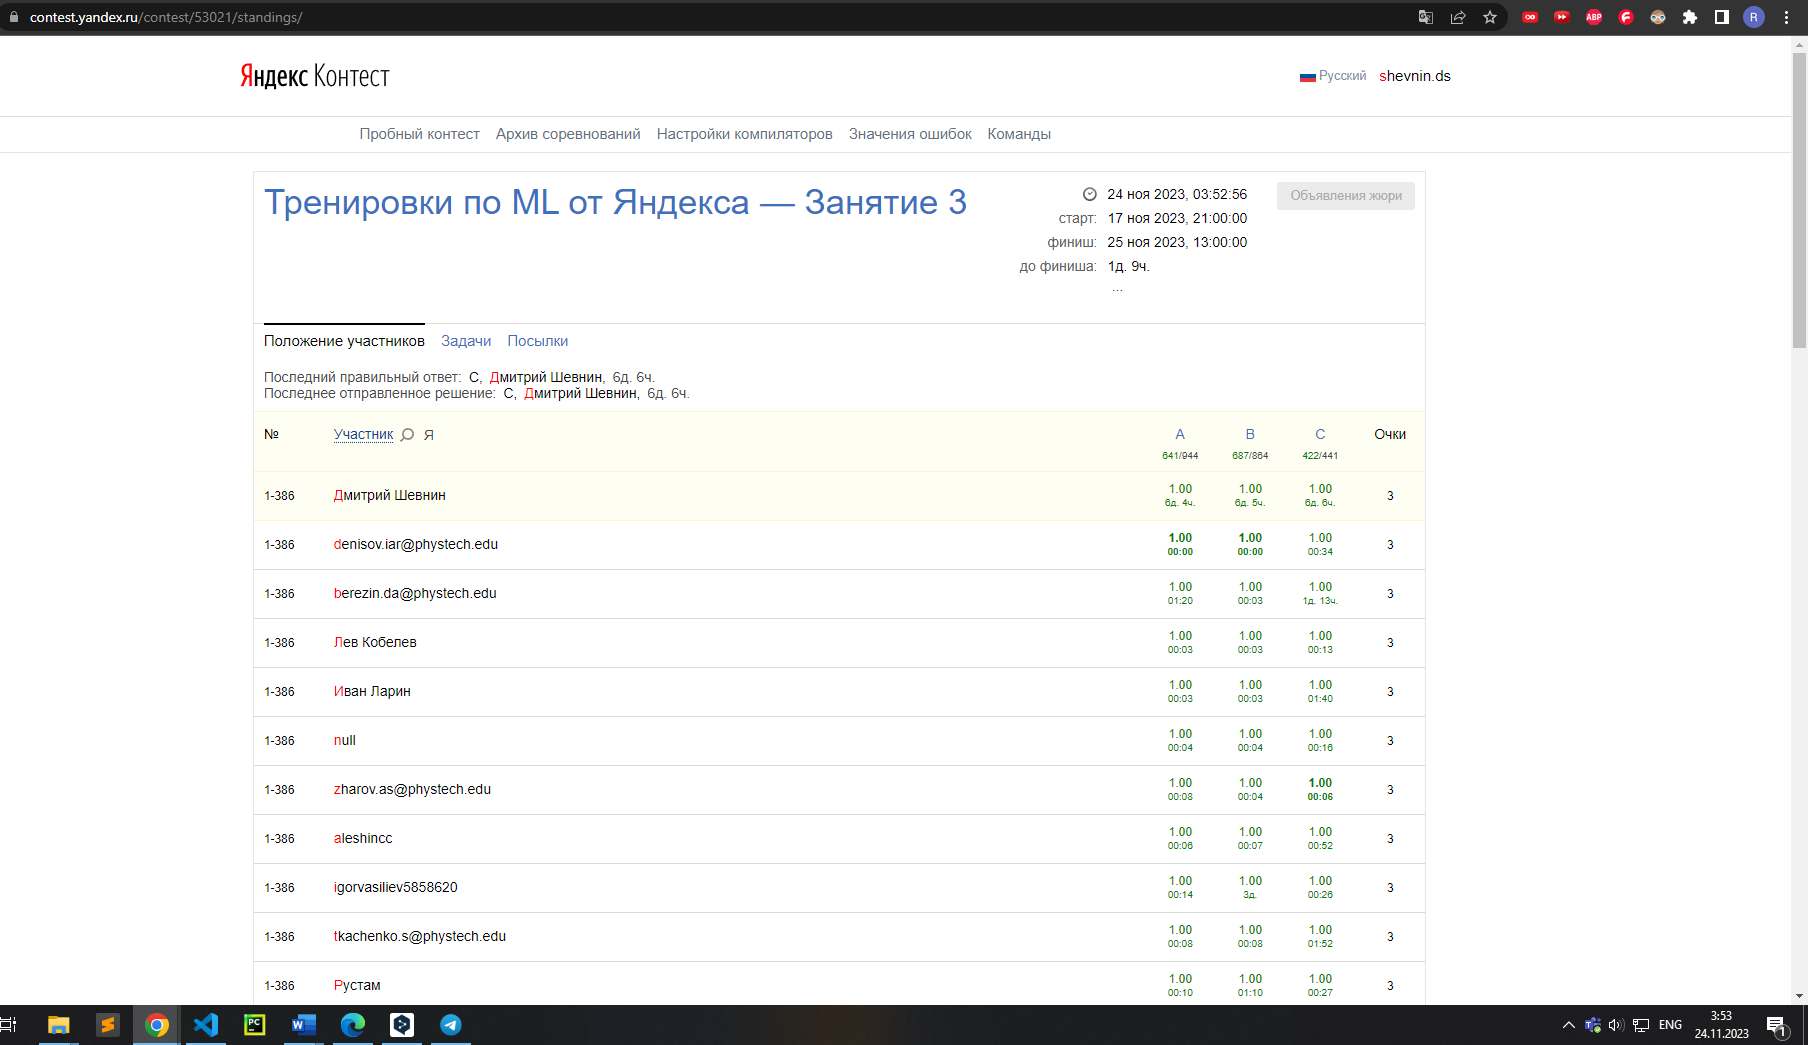 contest.yandex.ru/contest/53021/standings/
ABP
R
Яндекс Контест
Русский shevnin.ds
Пробный контест Архив соревнований Настройки компиляторов Значения ошибок Команды
Тренировки по ML от Яндекса — Занятие 3
24 ноя 2023, 03:52:56
Объявления жюри
старт: 17 ноя 2023, 21:00:00
финиш: 25 ноя 2023, 13:00:00
до финиша: 1д. 9ч.
...
Положение участников Задачи Посылки
Последний правильный ответ: C, Дмитрий Шевнин, 6д. 6ч.
Последнее отправленное решение: C, Дмитрий Шевнин, 6д. 6ч.
№ Участник Я A B C Очки
641/944 687/864 422/441
1-386 Дмитрий Шевнин 1.00 1.00 1.00 3
6д. 4ч. 6д. 5ч. 6д. 6ч.
1-386 denisov.iar@phystech.edu 1.00 1.00 1.00 3
00:00 00:00 00:34
1-386 berezin.da@phystech.edu 1.00 1.00 1.00 3
01:20 00:03 1д. 13ч.
1-386 Лев Кобелев 1.00 1.00 1.00 3
00:03 00:03 00:13
1-386 Иван Ларин 1.00 1.00 1.00 3
00:03 00:03 01:40
1-386 null 1.00 1.00 1.00 3
00:04 00:04 00:16
1-386 zharov.as@phystech.edu 1.00 1.00 1.00 3
00:08 00:04 00:06
1-386 aleshincc 1.00 1.00 1.00 3
00:06 00:07 00:52
1-386 igorvasiliev5858620 1.00 1.00 1.00 3
00:14 3д. 00:26
1-386 tkachenko.s@phystech.edu 1.00 1.00 1.00 3
00:08 00:08 01:52
1-386 Рустам 1.00 1.00 1.00 3
00:10 01:10 00:27
PC
ENG
3:53
24.11.2023
1